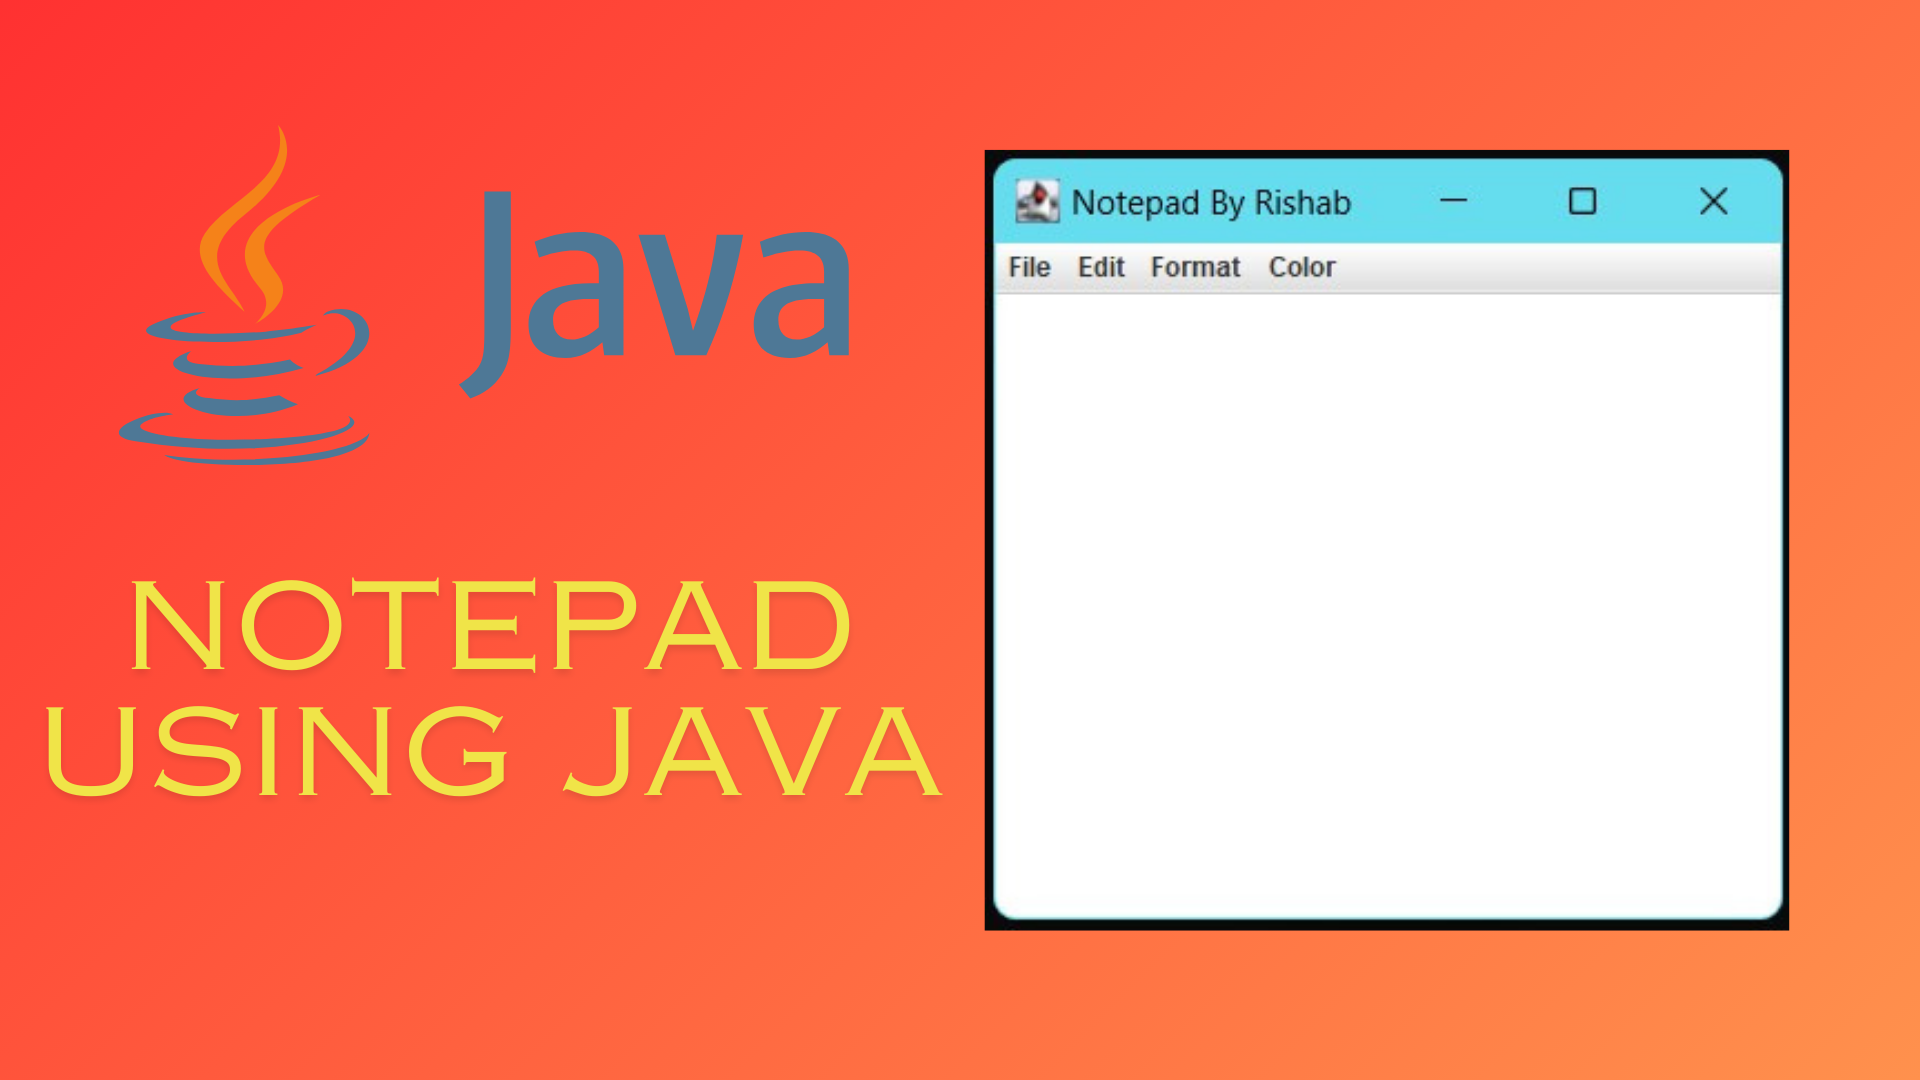 Java
NOTEPAD
USING JAVA
Notepad By Rishab
File Edit Format Color